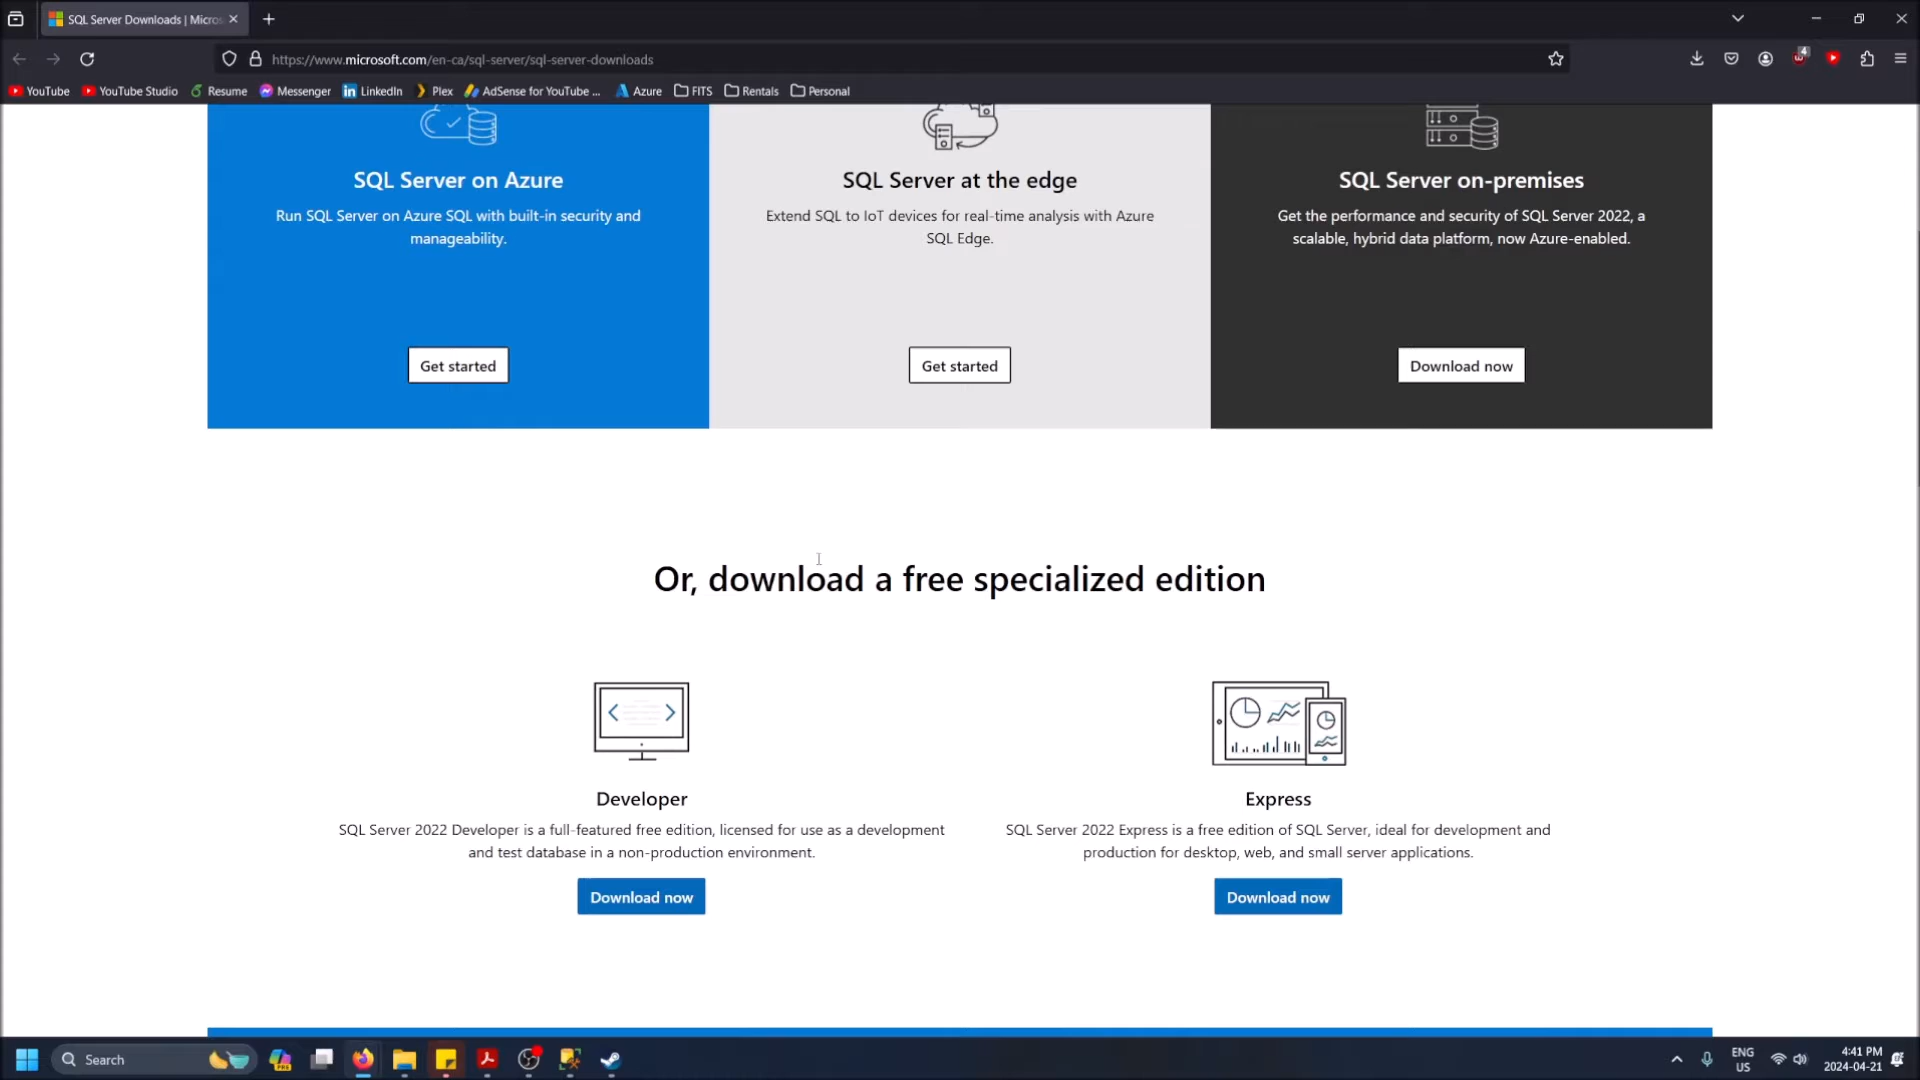 SQL Server Downloads | Micros
https://www.microsoft.com/en-ca/sql-server/sql-server-downloads
4
YouTube
YouTube Studio
Resume
Messenger
LinkedIn
Plex
AdSense for YouTube ...
Azure
FITS
Rentals
Personal
SQL Server on Azure
Run SQL Server on Azure SQL with built-in security and
manageability.
Get started
SQL Server at the edge
Extend SQL to IoT devices for real-time analysis with Azure
SQL Edge.
Get started
SQL Server on-premises
Get the performance and security of SQL Server 2022, a
scalable, hybrid data platform, now Azure-enabled.
Download now
Or, download a free specialized edition
Developer
SQL Server 2022 Developer is a full-featured free edition, licensed for use as a development
and test database in a non-production environment.
Download now
Express
SQL Server 2022 Express is a free edition of SQL Server, ideal for development and
production for desktop, web, and small server applications.
Download now
Search
ENG
US
4:41 PM
2024-04-21